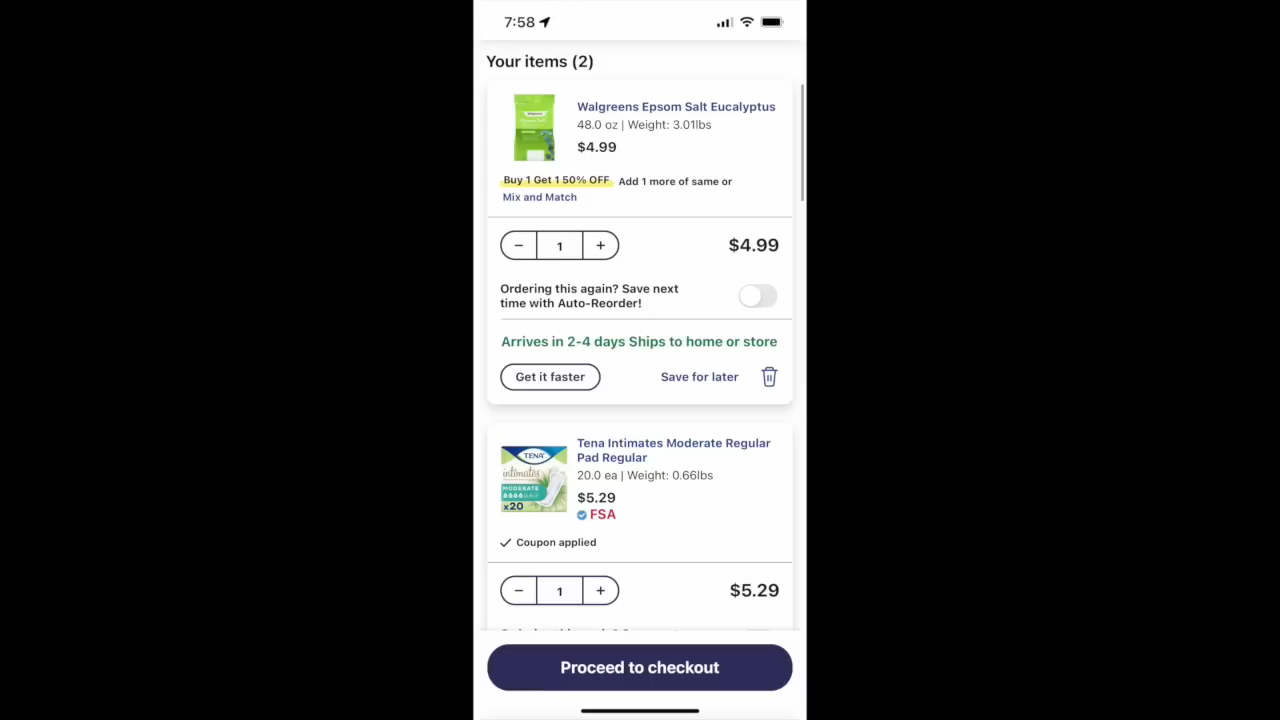 7:58
Your items (2)
Walgreens Epsom Salt Eucalyptus
48.0 oz | Weight: 3.01lbs
$4.99
Buy 1 Get 1 50% OFF Add 1 more of same or
Mix and Match
− 1 + $4.99
Ordering this again? Save next
time with Auto-Reorder!
Arrives in 2-4 days Ships to home or store
Get it faster Save for later
TENA
intimates
MODERATE
x20
Tena Intimates Moderate Regular
Pad Regular
20.0 ea | Weight: 0.66lbs
$5.29
FSA
Coupon applied
− 1 + $5.29
Proceed to checkout